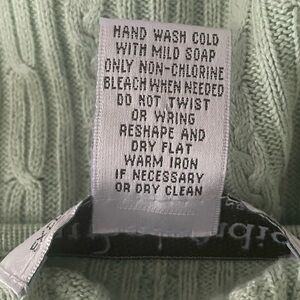 HAND WASH COLD
WITH MILD SOAP
ONLY NON-CHLORINE
BLEACH WHEN NEEDED
DO NOT TWIST
OR WRING
RESHAPE AND
DRY FLAT
WARM IRON
IF NECESSARY
OR DRY CLEAN